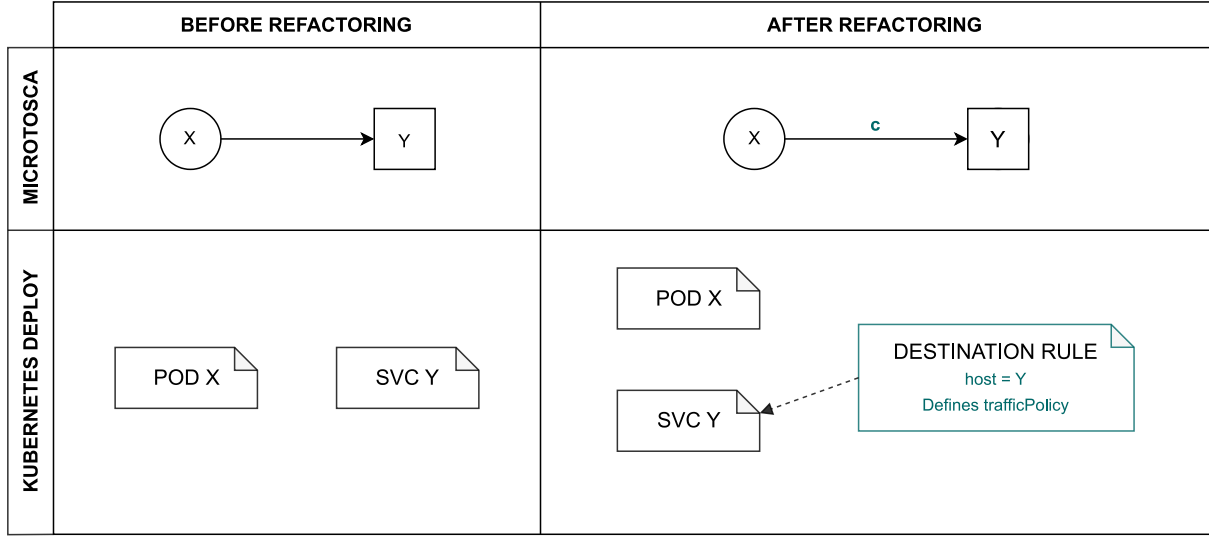 BEFORE REFACTORING
AFTER REFACTORING
MICROTOSCA
X
Y
X
c
Y
KUBERNETES DEPLOY
POD X
SVC Y
POD X
SVC Y
DESTINATION RULE
host = Y
Defines trafficPolicy